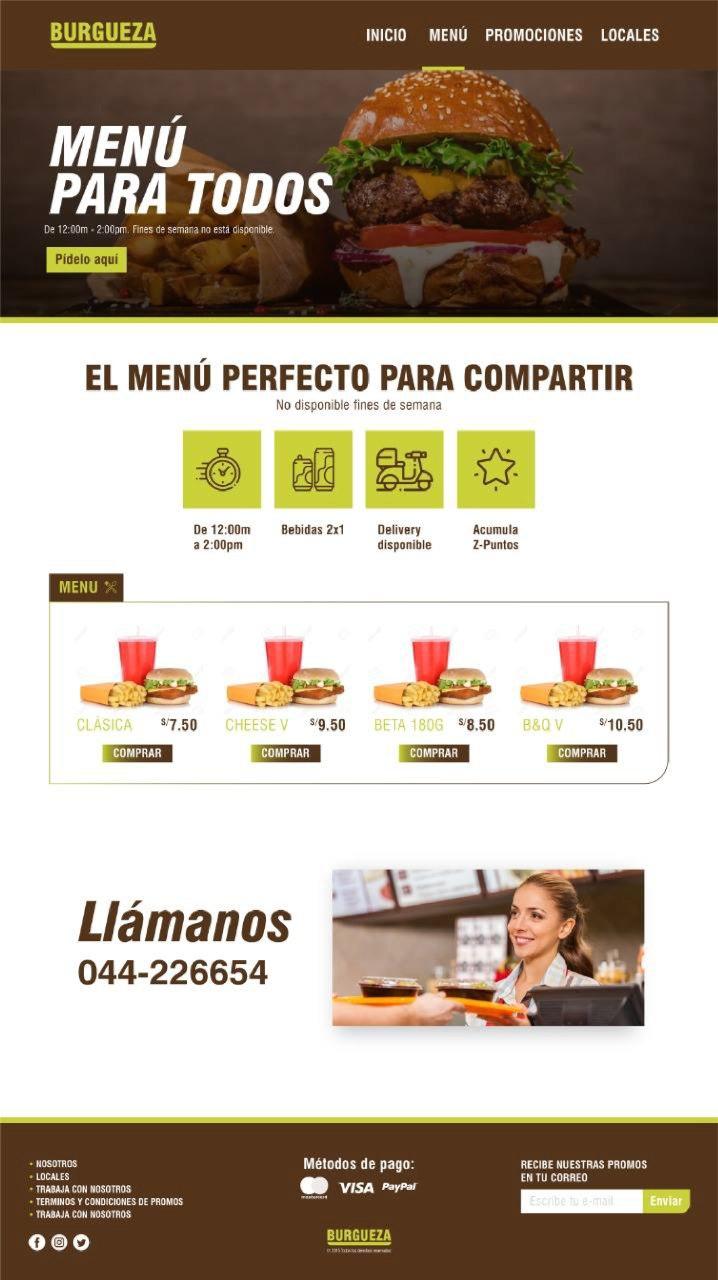 BURGUEZA
INICIO MENÚ PROMOCIONES LOCALES
MENÚ
PARA TODOS
De 12:00m - 2:00pm. Fines de semana no está disponible.
Pídelo aquí
EL MENÚ PERFECTO PARA COMPARTIR
No disponible fines de semana
De 12:00m
a 2:00pm
Bebidas 2x1
Delivery
disponible
Acumula
Z-Puntos
MENU
CLÁSICA S/7.50
COMPRAR
CHEESE V S/9.50
COMPRAR
BETA 180G S/8.50
COMPRAR
B&Q V S/10.50
COMPRAR
Llámanos
044-226654
• NOSOTROS
• LOCALES
• TRABAJA CON NOSOTROS
• TERMINOS Y CONDICIONES DE PROMOS
• TRABAJA CON NOSOTROS
Métodos de pago:
mastercard
VISA
PayPal
BURGUEZA
RECIBE NUESTRAS PROMOS
EN TU CORREO
Escribe tu e-mail
Enviar